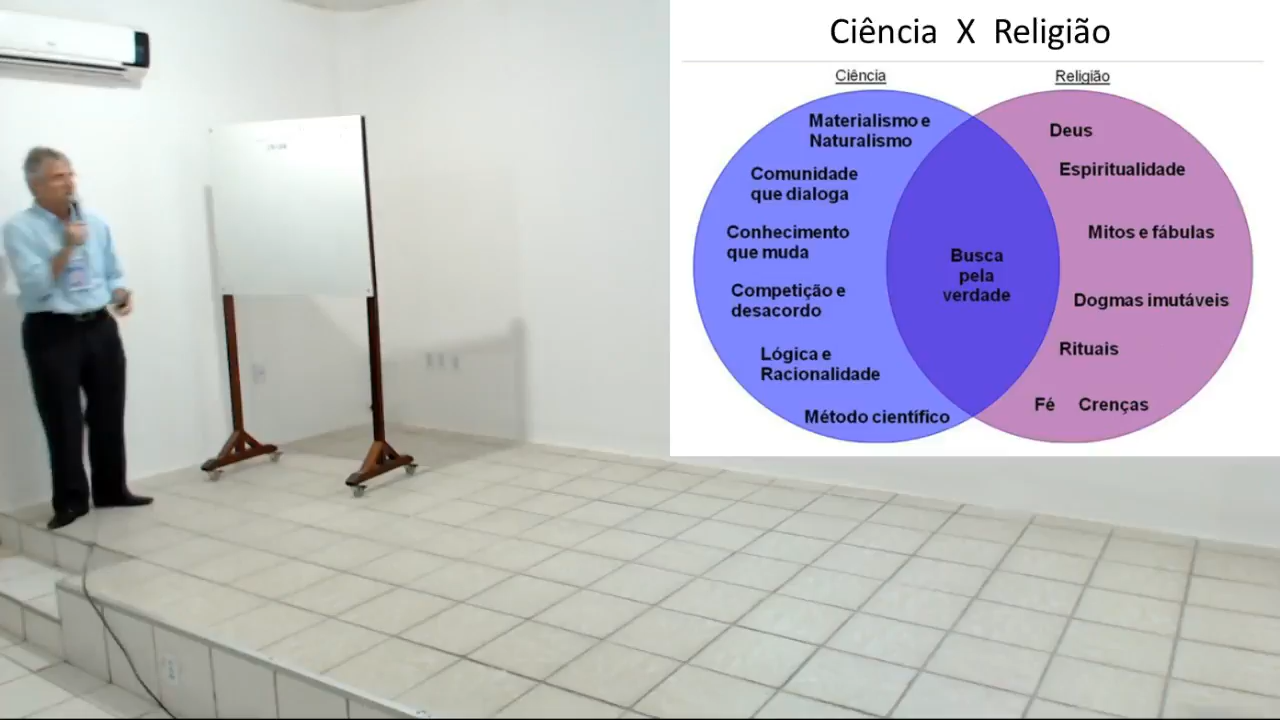 Ciência X Religião
Ciência
Materialismo e
Naturalismo
Comunidade
que dialoga
Conhecimento
que muda
Competição e
desacordo
Lógica e
Racionalidade
Método científico
Busca
pela
verdade
Religião
Deus
Espiritualidade
Mitos e fábulas
Dogmas imutáveis
Rituais
Fé Crenças